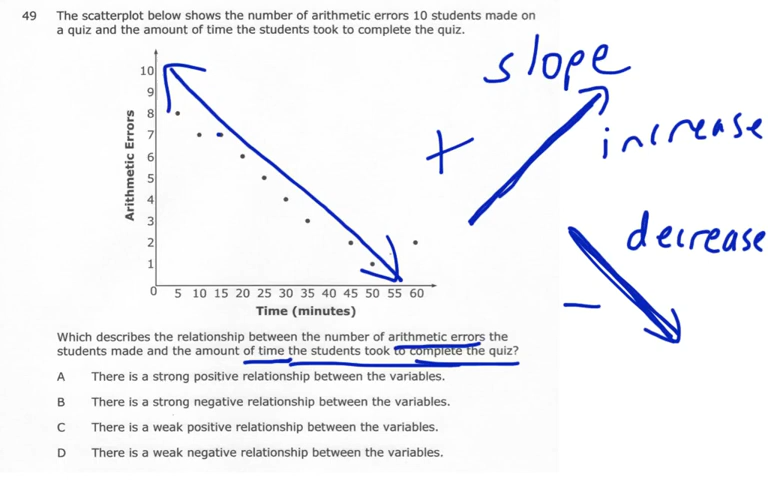 49 The scatterplot below shows the number of arithmetic errors 10 students made on
a quiz and the amount of time the students took to complete the quiz.
slope
+
increase
decrease
−
Arithmetic Errors
10
9
8
7
6
5
4
3
2
1
0 5 10 15 20 25 30 35 40 45 50 55 60
Time (minutes)
Which describes the relationship between the number of arithmetic errors the
students made and the amount of time the students took to complete the quiz?
A There is a strong positive relationship between the variables.
B There is a strong negative relationship between the variables.
C There is a weak positive relationship between the variables.
D There is a weak negative relationship between the variables.